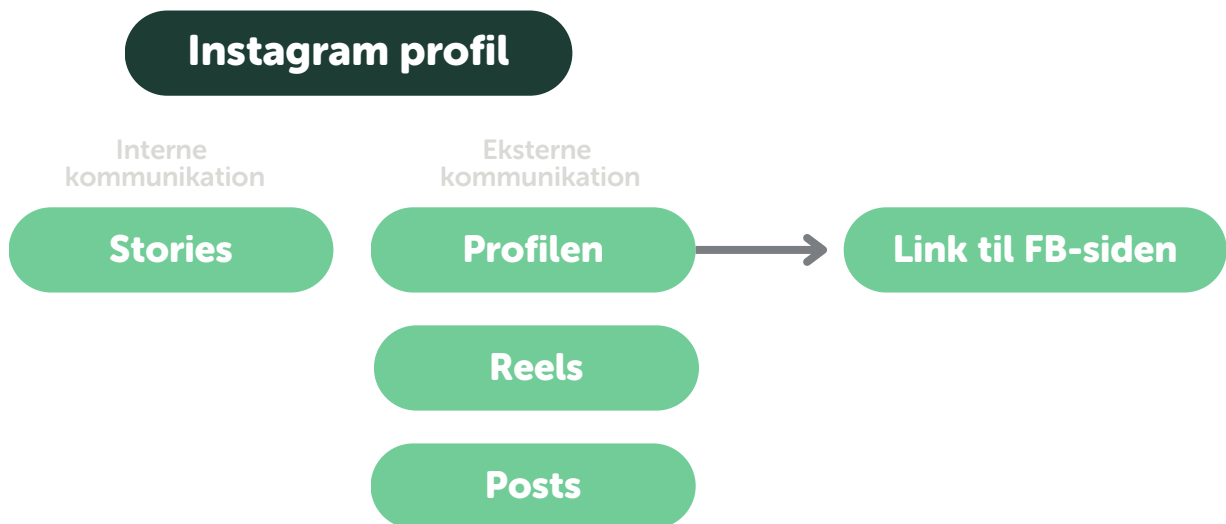 Instagram profil
Interne
kommunikation
Eksterne
kommunikation
Stories
Profilen
Link til FB-siden
Reels
Posts